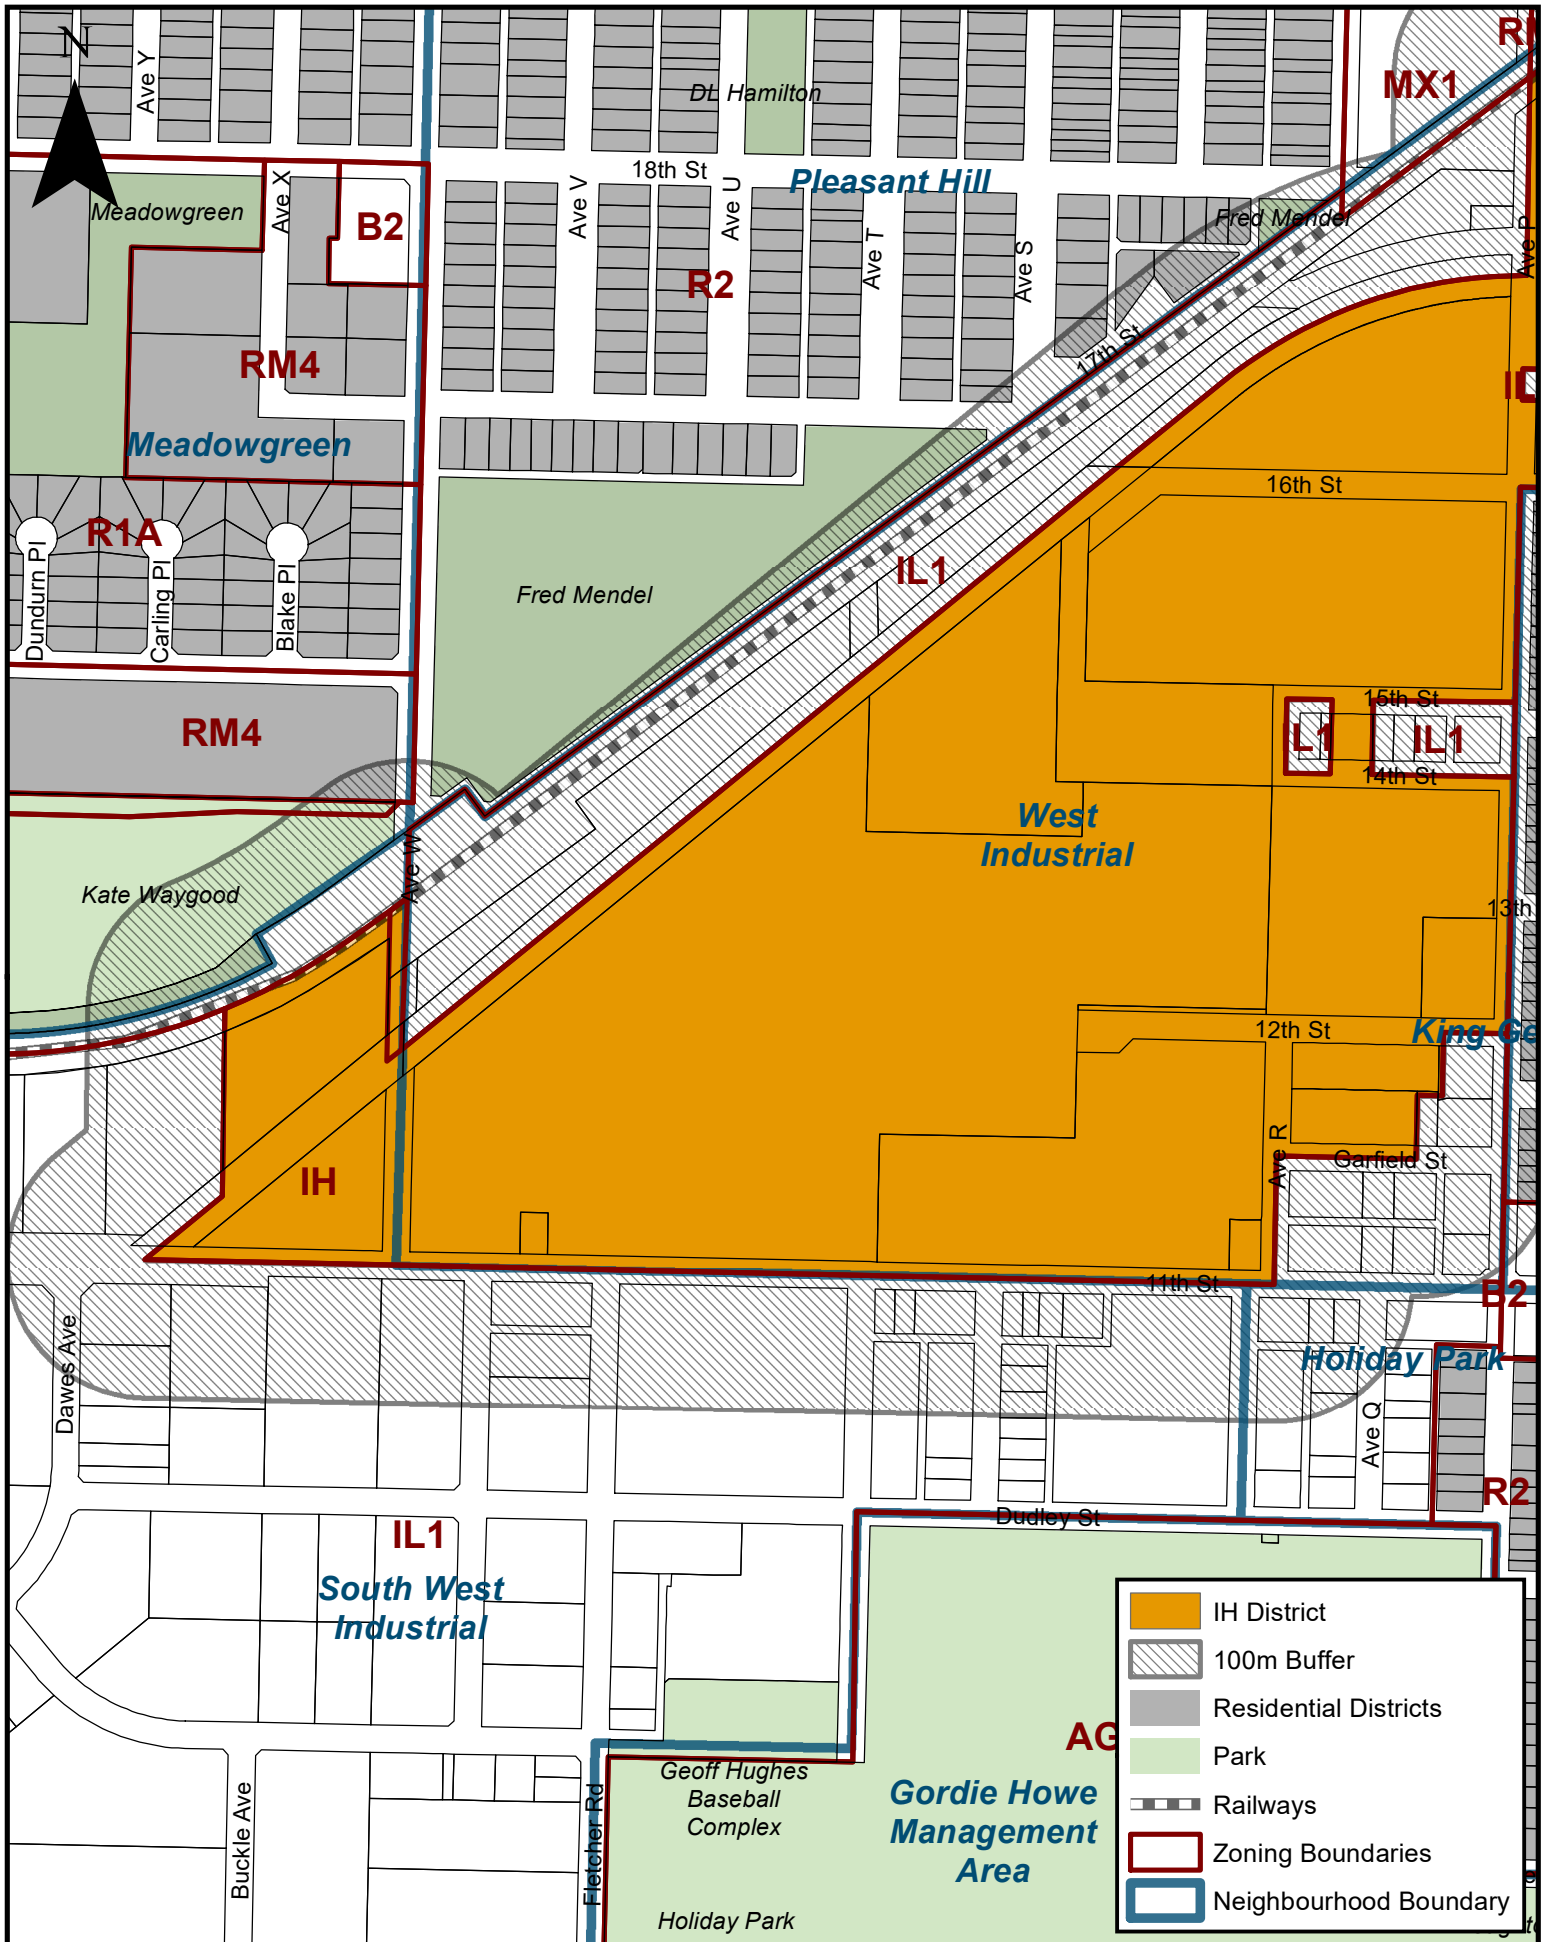 N
Ave Y
DL Hamilton
MX1
18th St
Pleasant Hill
Meadowgreen
Ave X
B2
Ave V
Ave U
Ave T
Ave S
Fred Mendel
Ave P
R2
RM4
17th St
Meadowgreen
16th St
R1A
Dundurn Pl
Carling Pl
Blake Pl
Fred Mendel
IL1
15th St
RM4
IL1
14th St
West
Industrial
Ave W
Kate Waygood
13th
12th St
King Ge
Ave R
Garfield St
IH
11th St
B2
Dawes Ave
Holiday Park
Ave Q
R2
Dudley St
IL1
South West
Industrial
AG
Geoff Hughes
Baseball
Complex
Gordie Howe
Management
Area
Buckle Ave
Fletcher Rd
Holiday Park
IH District
100m Buffer
Residential Districts
Park
Railways
Zoning Boundaries
Neighbourhood Boundary